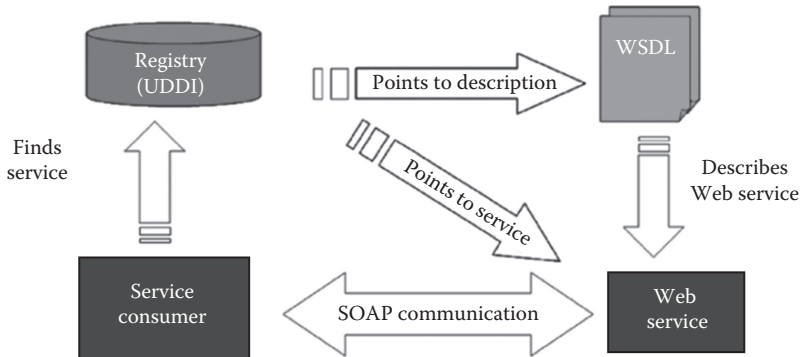 Registry
(UDDI)
WSDL
Points to description
Finds
service
Points to service
Describes
Web service
Service
consumer
SOAP communication
Web
service